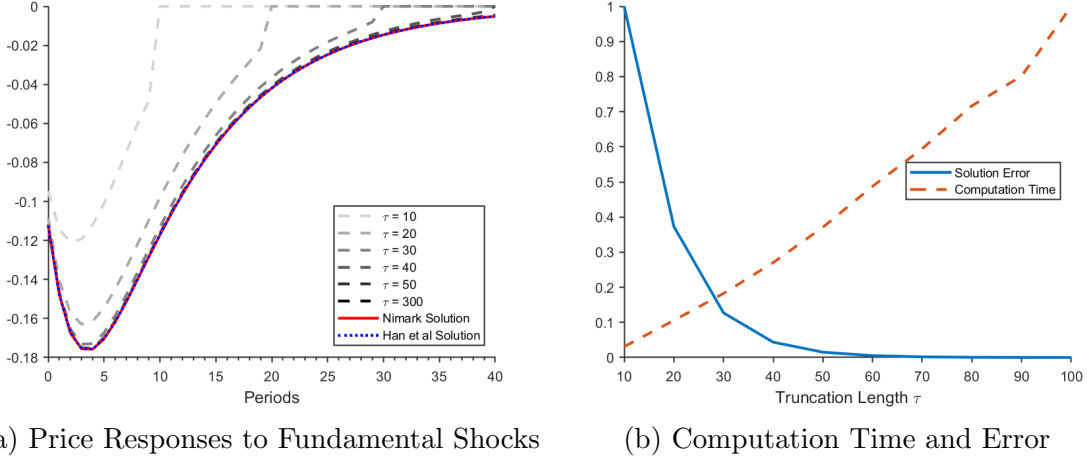 0
-0.02
-0.04
-0.06
-0.08
-0.1
-0.12
-0.14
-0.16
-0.18
0 5 10 15 20 25 30 35 40
Periods
τ = 10
τ = 20
τ = 30
τ = 40
τ = 50
τ = 300
Nimark Solution
Han et al Solution
a) Price Responses to Fundamental Shocks
1
0.9
0.8
0.7
0.6
0.5
0.4
0.3
0.2
0.1
0
10 20 30 40 50 60 70 80 90 100
Truncation Length τ
Solution Error
Computation Time
(b) Computation Time and Error